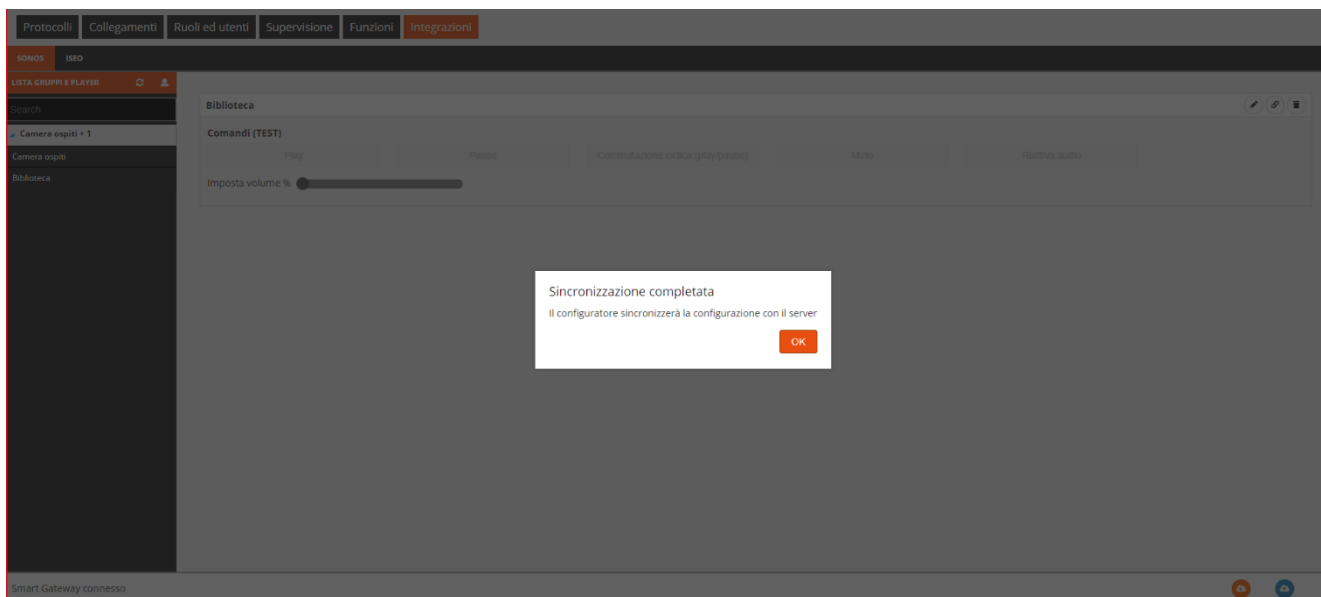 Protocolli Collegamenti Ruoli ed utenti Supervisione Funzioni Integrazioni
SONOS ISEO
LISTA GRUPPI E PLAYER
Search
Biblioteca
Camera ospiti + 1
Comandi (TEST)
Camera ospiti
Play Pausa Commutazione ciclica (play/pause) Muto Riattiva audio
Biblioteca
Imposta volume %
Sincronizzazione completata
Il configuratore sincronizzerà la configurazione con il server
OK
Smart Gateway connesso